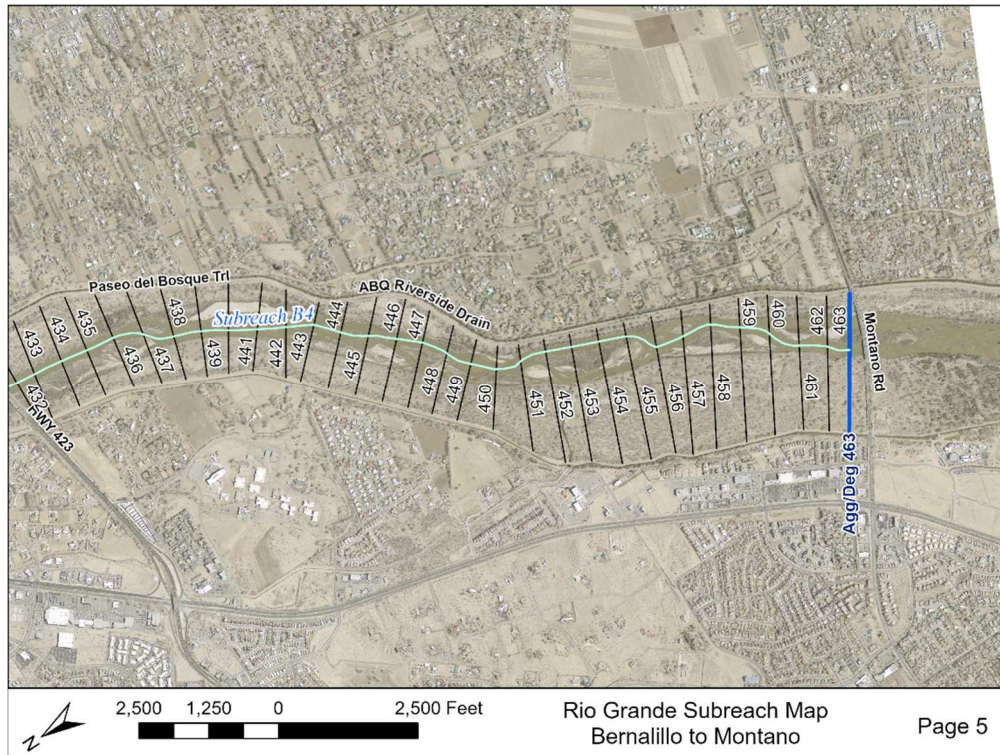 Paseo del Bosque Trl
ABQ Riverside Drain
Subreach B4
432
433
434
435
436
437
438
439
441
442
443
444
445
446
447
448
449
450
451
452
453
454
455
456
457
458
459
460
461
462
463
HWY 423
Montano Rd
Agg/Deg 463
N
2,500 1,250 0 2,500 Feet
Rio Grande Subreach Map
Bernalillo to Montano
Page 5